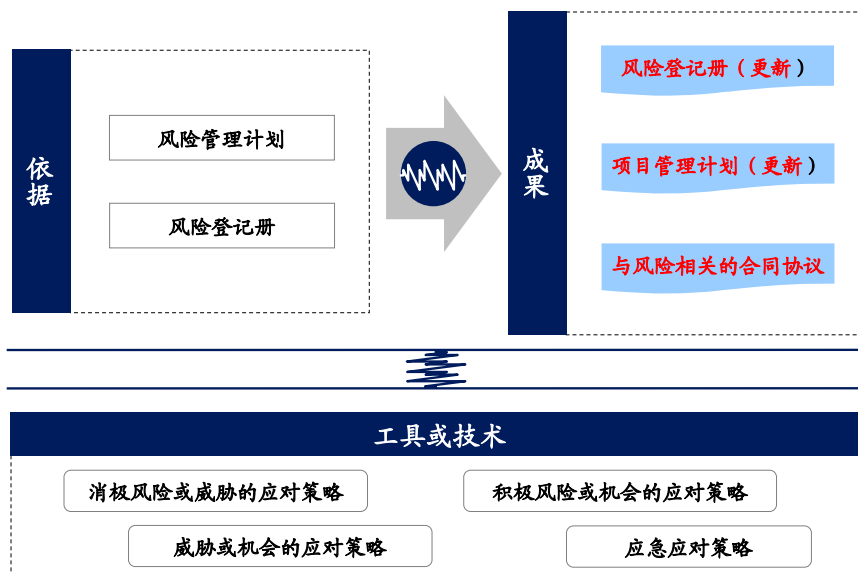 依据
风险管理计划
风险登记册
成果
风险登记册（更新）
项目管理计划（更新）
与风险相关的合同协议
工具或技术
消极风险或威胁的应对策略
积极风险或机会的应对策略
威胁或机会的应对策略
应急应对策略